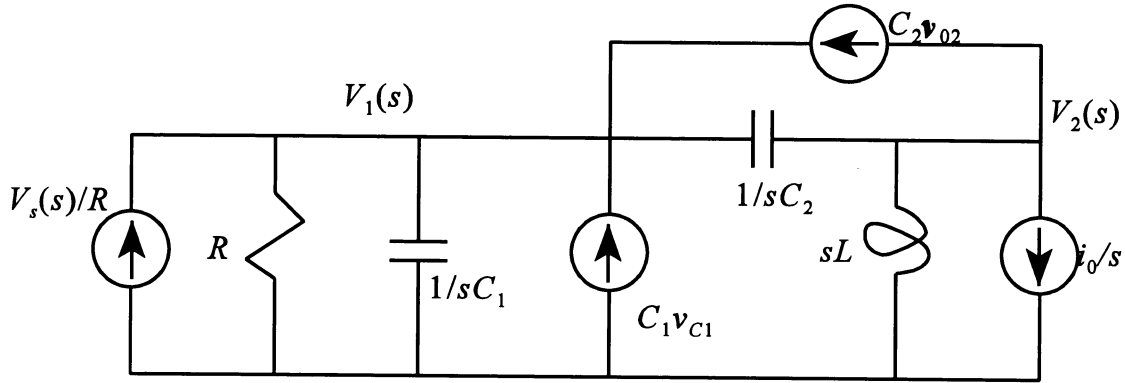 C₂v₀₂
V₁(s)
V₂(s)
Vₛ(s)/R
R
1/sC₁
C₁v_C1
1/sC₂
sL
i₀/s